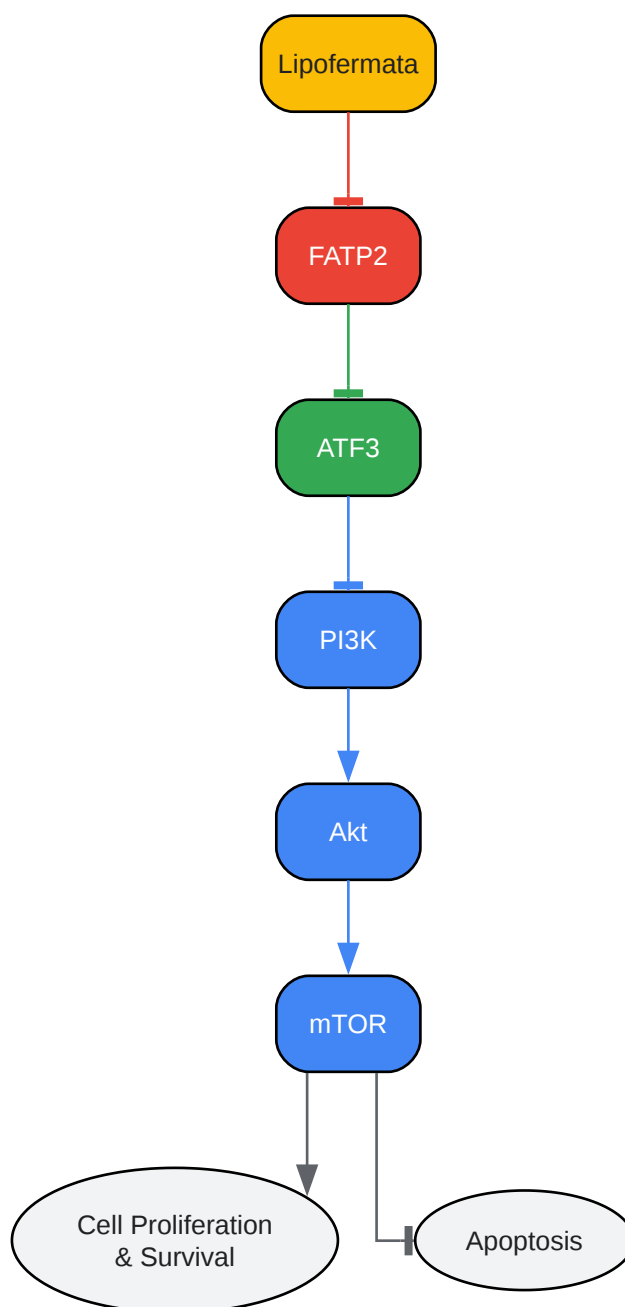 Lipofermata
FATP2
ATF3
PI3K
Akt
mTOR
Cell Proliferation
& Survival
Apoptosis